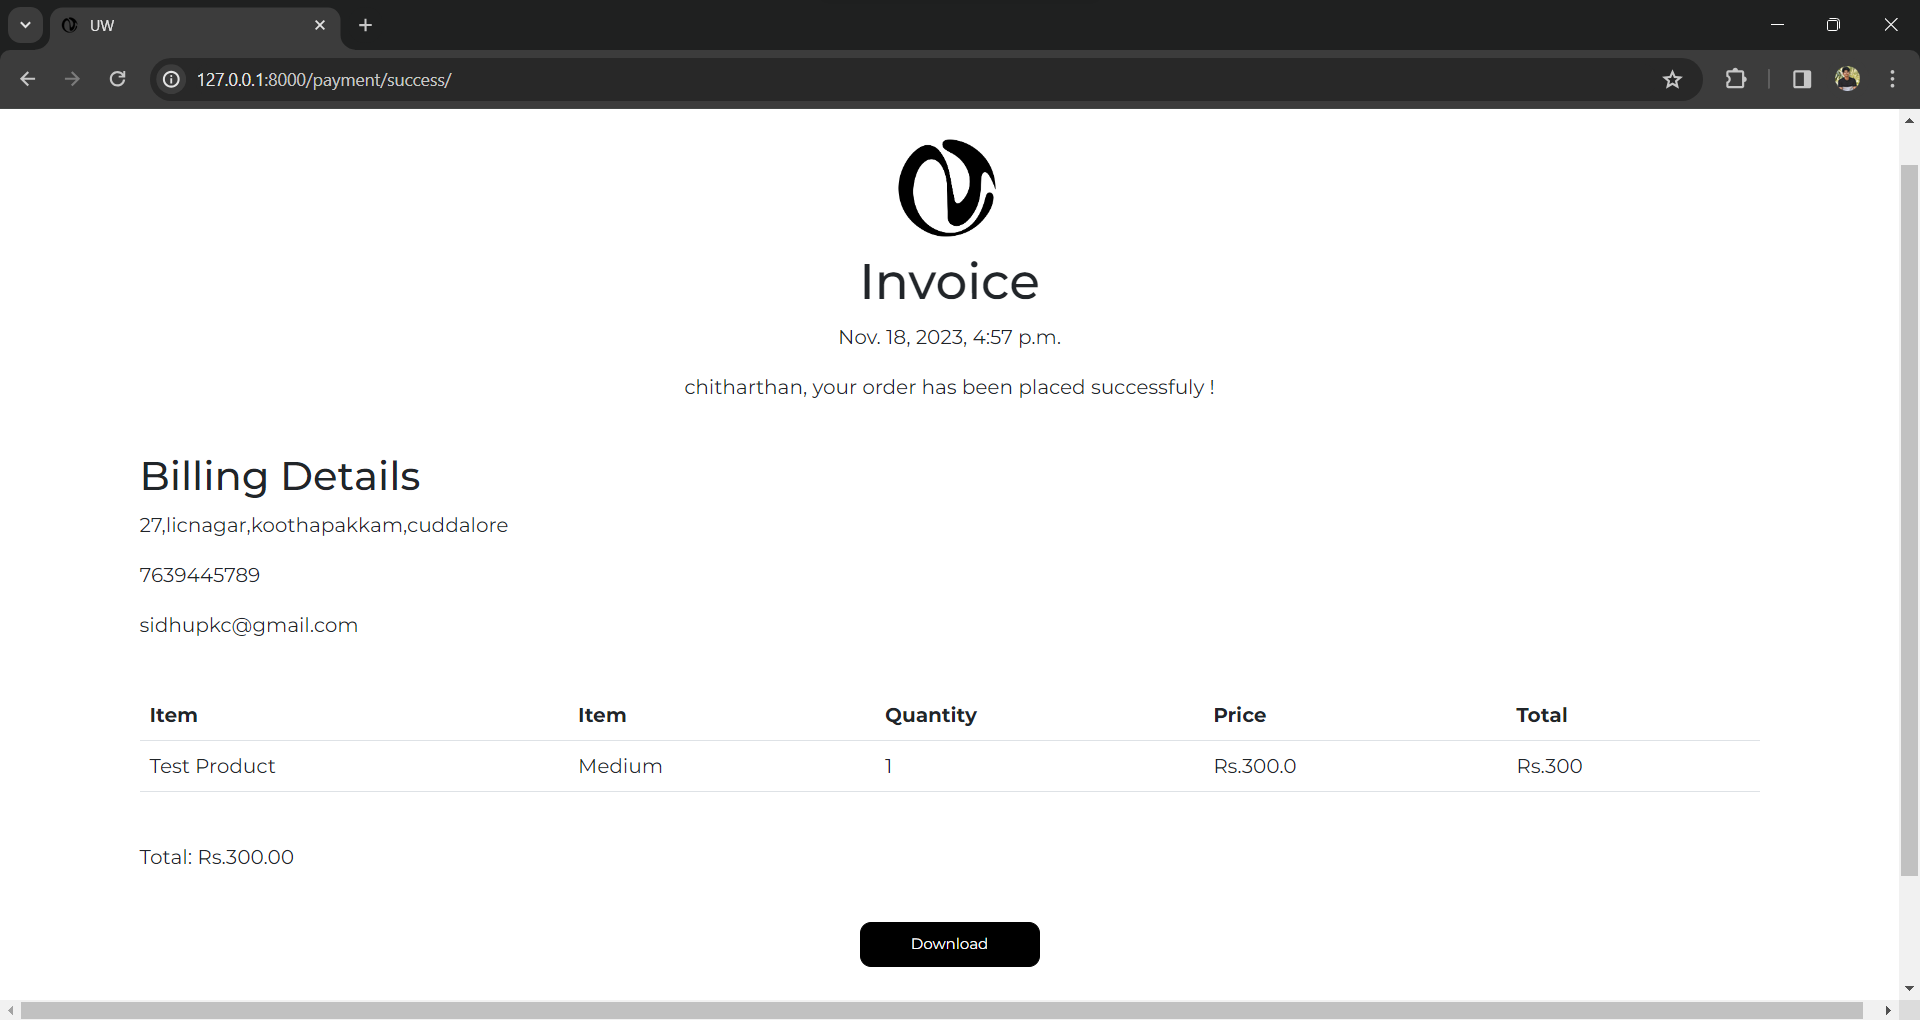 UW
127.0.0.1:8000/payment/success/
Invoice
Nov. 18, 2023, 4:57 p.m.
chitharthan, your order has been placed successfuly !
Billing Details
27,licnagar,koothapakkam,cuddalore
7639445789
sidhupkc@gmail.com
Item Item Quantity Price Total
Test Product Medium 1 Rs.300.0 Rs.300
Total: Rs.300.00
Download